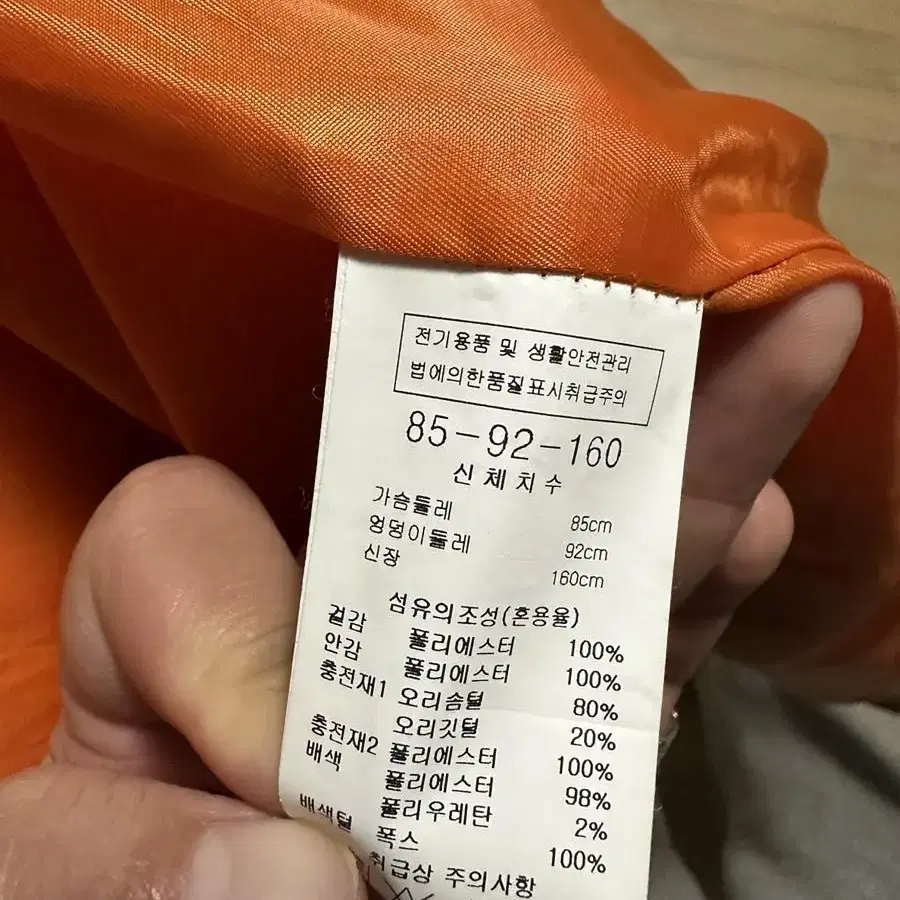 전기용품 및 생활안전관리
법에의한품질표시취급주의
85-92-160
신체치수
가슴둘레 85cm
엉덩이둘레 92cm
신장 160cm
섬유의조성(혼용율)
겉감 폴리에스터 100%
안감 폴리에스터 100%
충전재1 오리솜털 80%
오리깃털 20%
충전재2 폴리에스터 100%
배색 폴리에스터 98%
폴리우레탄 2%
배색털 폭스 100%
취급상 주의사항